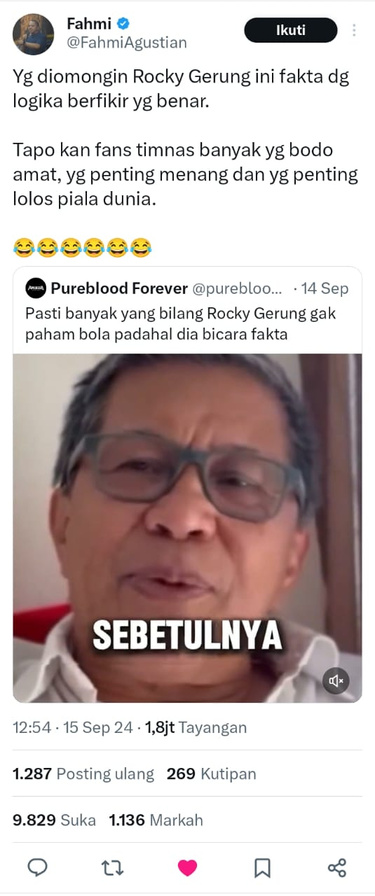 Fahmi
Ikuti
@FahmiAgustian
Yg diomongin Rocky Gerung ini fakta dg
logika berfikir yg benar.
Tapo kan fans timnas banyak yg bodo
amat, yg penting menang dan yg penting
lolos piala dunia.
😂😂😂😂😂😂
Pureblood Forever @purebloo... · 14 Sep
Pasti banyak yang bilang Rocky Gerung gak
paham bola padahal dia bicara fakta
SEBETULNYA
12:54 · 15 Sep 24 · 1,8jt Tayangan
1.287 Posting ulang 269 Kutipan
9.829 Suka 1.136 Markah